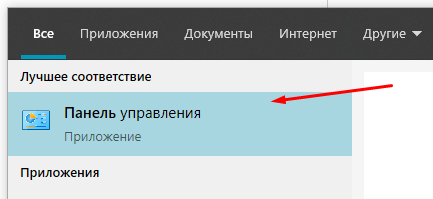 Все Приложения Документы Интернет Другие
Лучшее соответствие
Панель управления
Приложение
Приложения